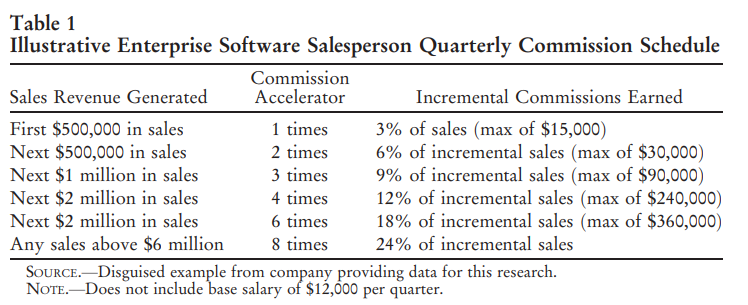 Table 1
Illustrative Enterprise Software Salesperson Quarterly Commission Schedule
Sales Revenue Generated Commission Accelerator Incremental Commissions Earned
First $500,000 in sales 1 times 3% of sales (max of $15,000)
Next $500,000 in sales 2 times 6% of incremental sales (max of $30,000)
Next $1 million in sales 3 times 9% of incremental sales (max of $90,000)
Next $2 million in sales 4 times 12% of incremental sales (max of $240,000)
Next $2 million in sales 6 times 18% of incremental sales (max of $360,000)
Any sales above $6 million 8 times 24% of incremental sales
SOURCE.—Disguised example from company providing data for this research.
NOTE.—Does not include base salary of $12,000 per quarter.